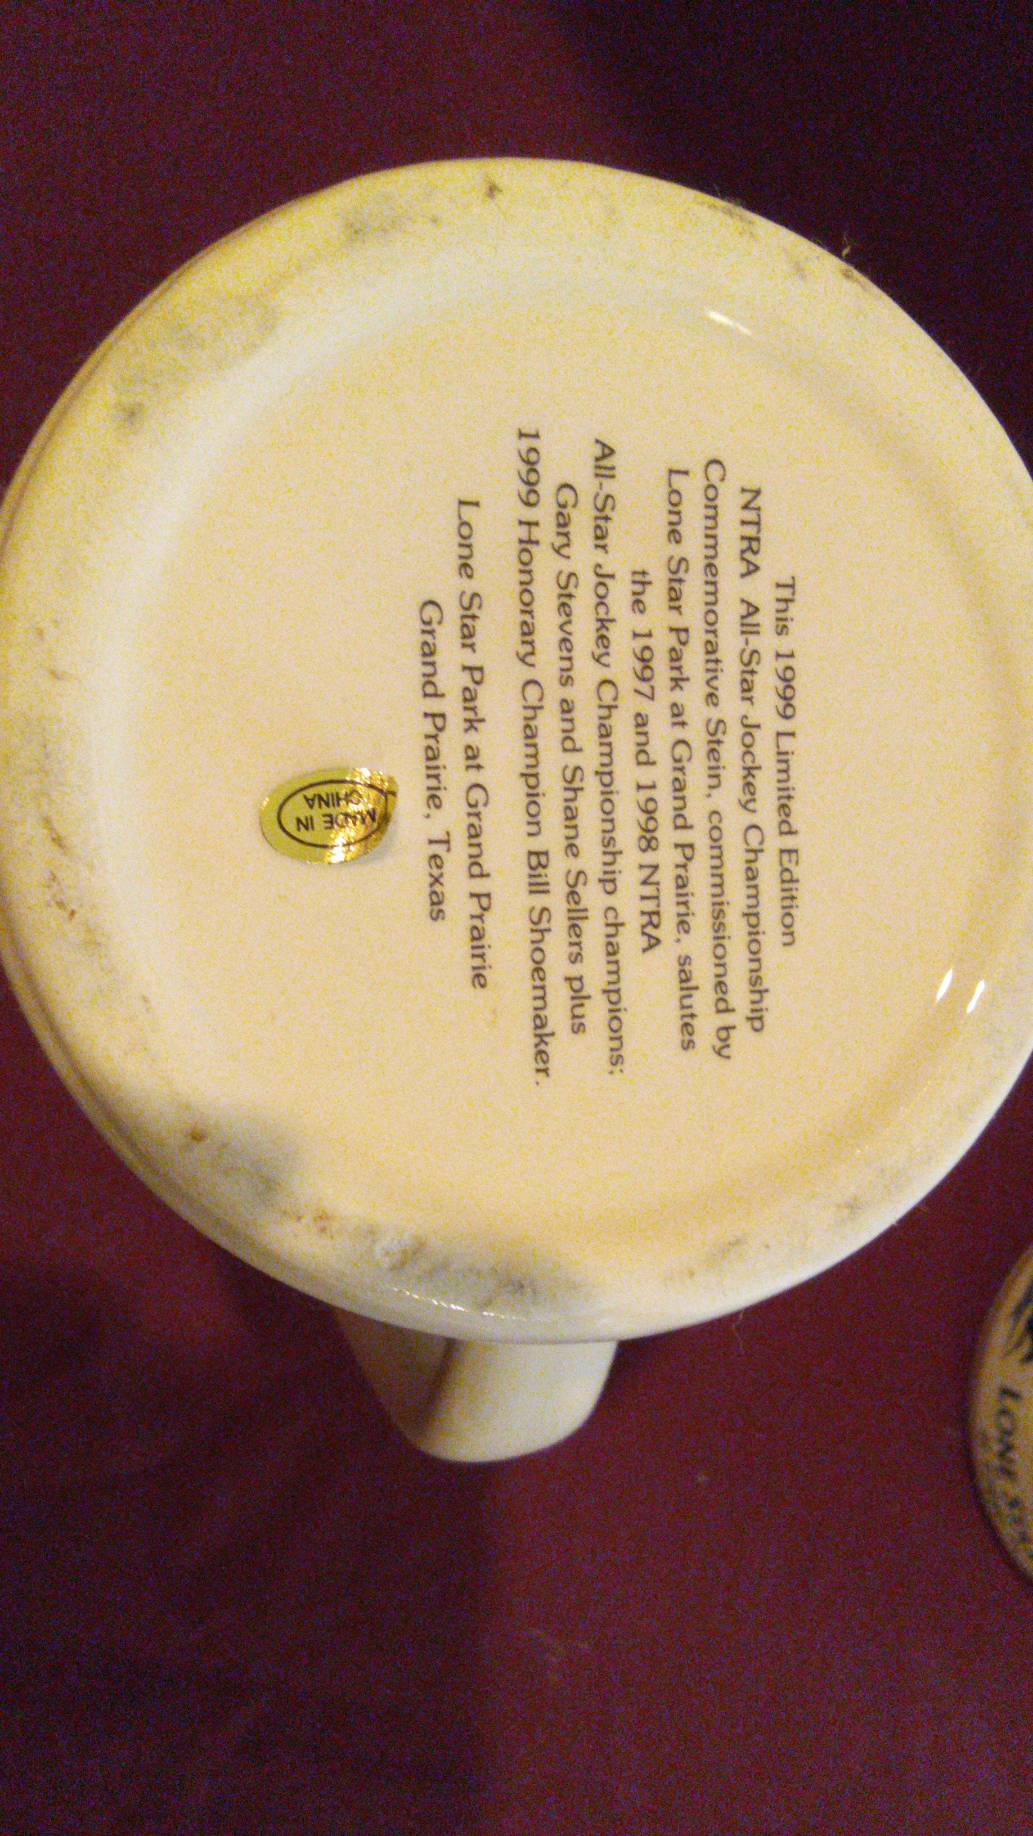 This 1999 Limited Edition
NTRA All-Star Jockey Championship
Commemorative Stein, commissioned by
Lone Star Park at Grand Prairie, salutes
the 1997 and 1998 NTRA
All-Star Jockey Championship champions;
Gary Stevens and Shane Sellers plus
1999 Honorary Champion Bill Shoemaker.
Lone Star Park at Grand Prairie
Grand Prairie, Texas
MADE IN
CHINA
LONE